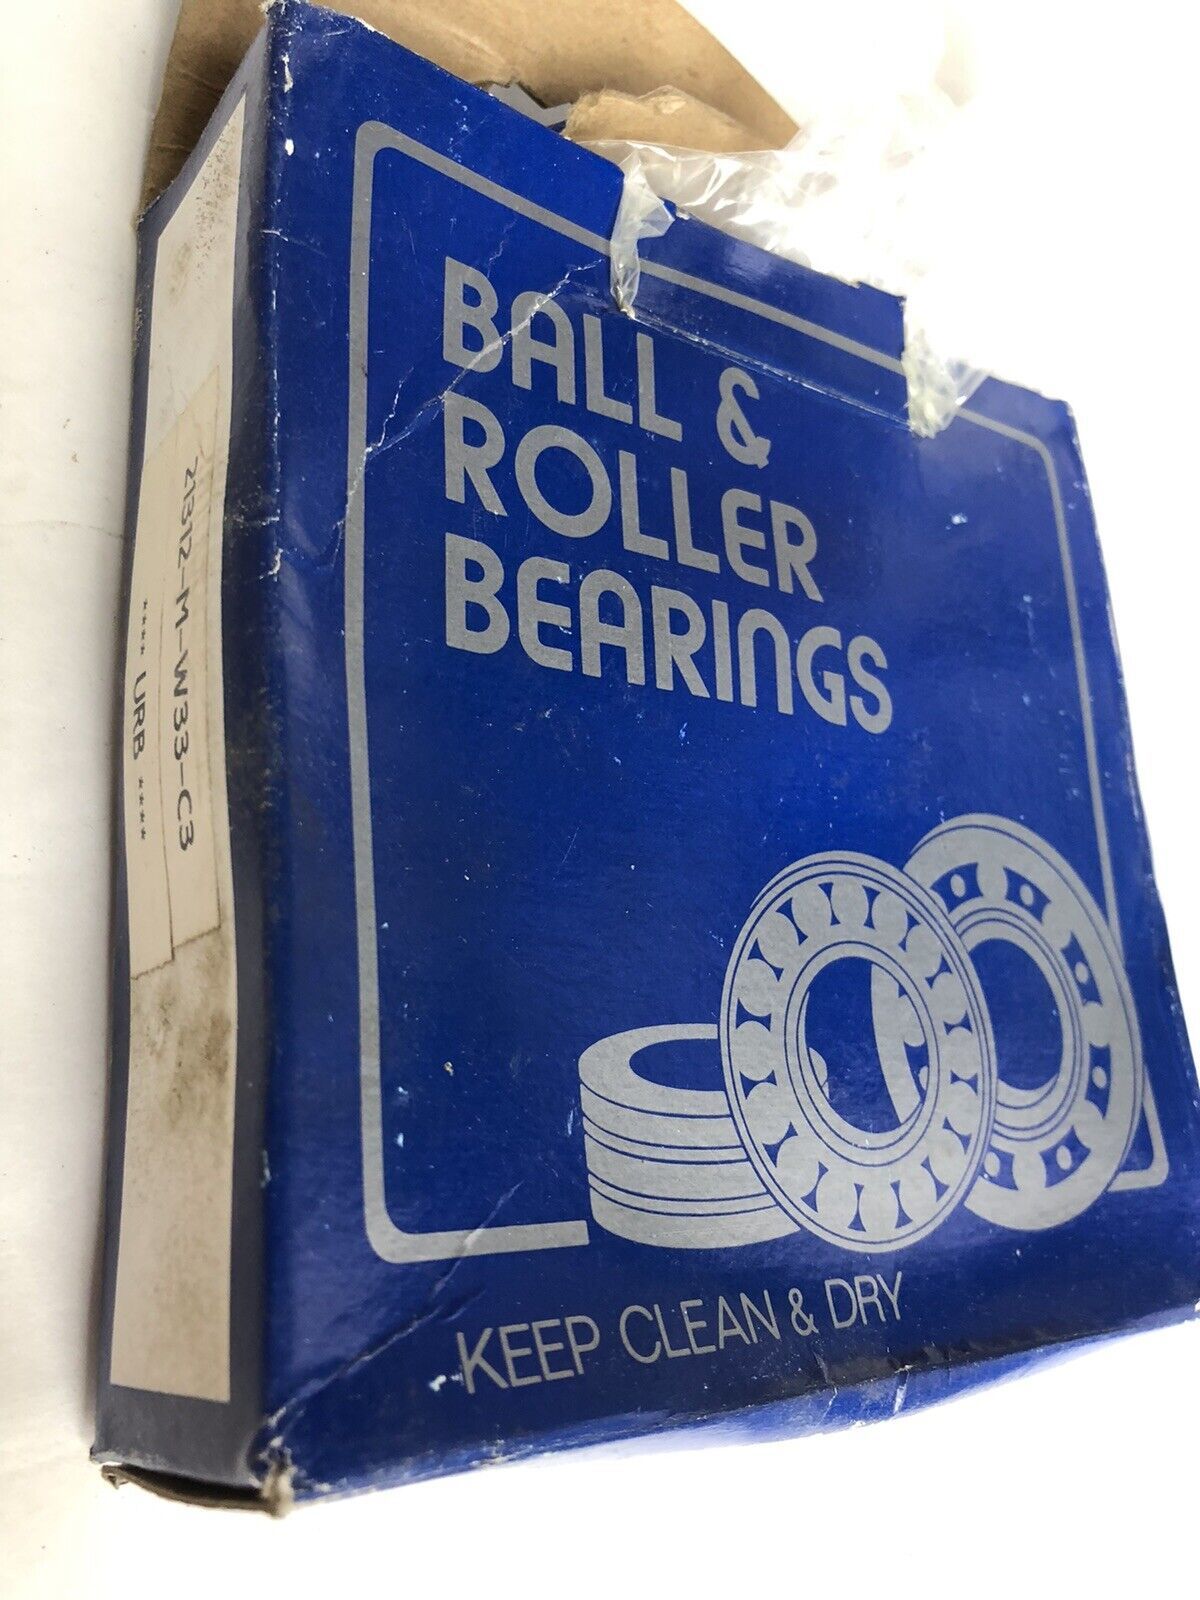 BALL &
ROLLER
BEARINGS
KEEP CLEAN & DRY
21312-M-W33-C3
**** URB ****